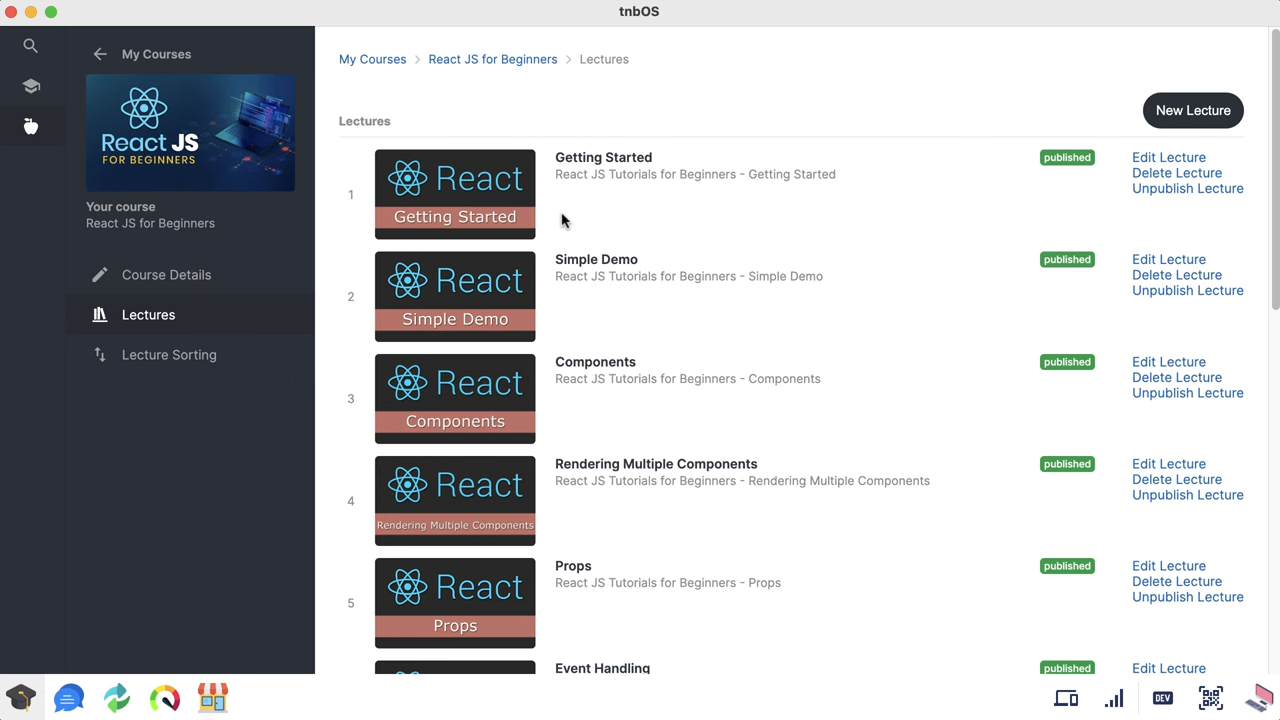 tnbOS
My Courses
React JS
FOR BEGINNERS
Your course
React JS for Beginners
Course Details
Lectures
Lecture Sorting
My Courses > React JS for Beginners > Lectures
New Lecture
Lectures
1
React
Getting Started
Getting Started
React JS Tutorials for Beginners - Getting Started
published
Edit Lecture
Delete Lecture
Unpublish Lecture
2
React
Simple Demo
Simple Demo
React JS Tutorials for Beginners - Simple Demo
published
Edit Lecture
Delete Lecture
Unpublish Lecture
3
React
Components
Components
React JS Tutorials for Beginners - Components
published
Edit Lecture
Delete Lecture
Unpublish Lecture
4
React
Rendering Multiple Components
Rendering Multiple Components
React JS Tutorials for Beginners - Rendering Multiple Components
published
Edit Lecture
Delete Lecture
Unpublish Lecture
5
React
Props
Props
React JS Tutorials for Beginners - Props
published
Edit Lecture
Delete Lecture
Unpublish Lecture
Event Handling
published
Edit Lecture
DEV